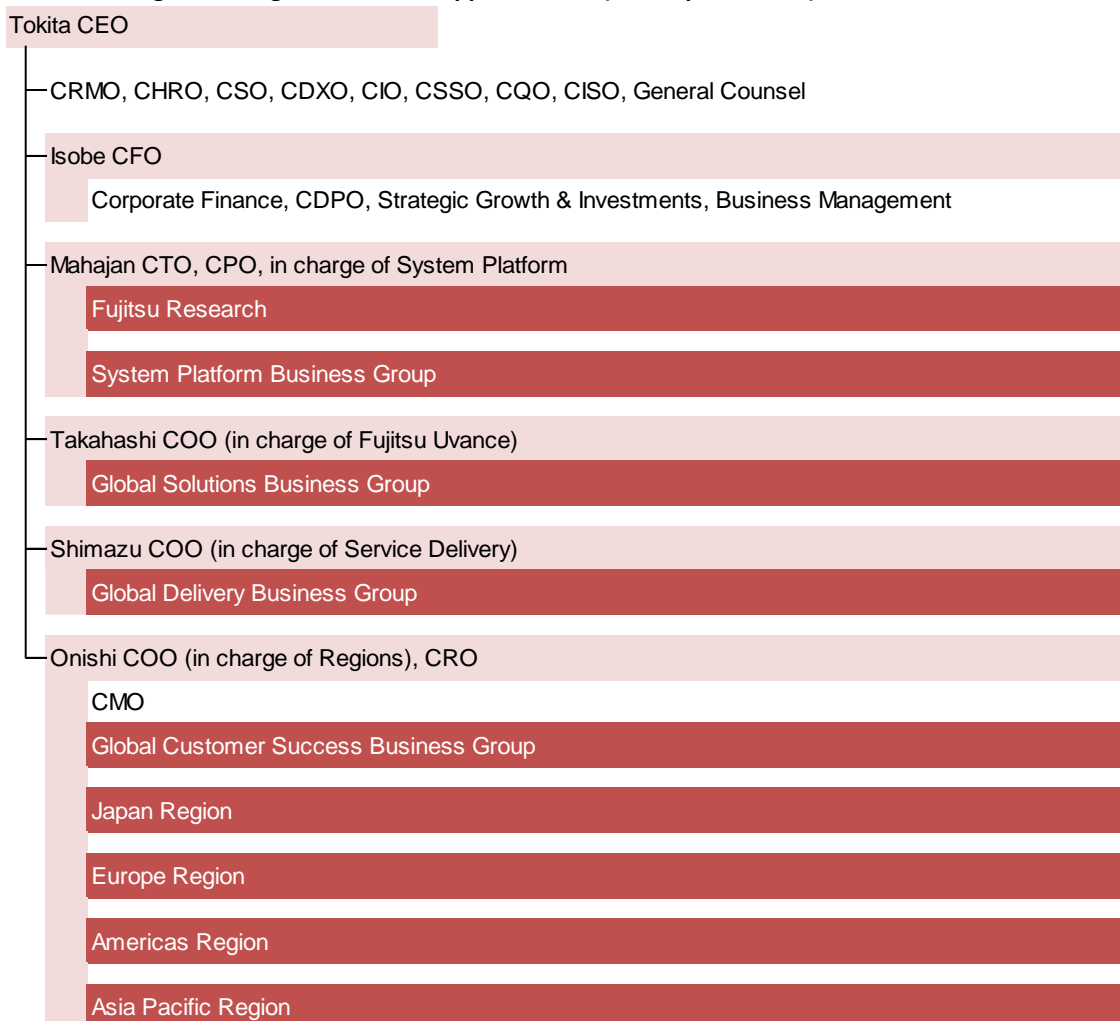 Tokita CEO
CRMO, CHRO, CSO, CDXO, CIO, CSSO, CQO, CISO, General Counsel
Isobe CFO
Corporate Finance, CDPO, Strategic Growth & Investments, Business Management
Mahajan CTO, CPO, in charge of System Platform
Fujitsu Research
System Platform Business Group
Takahashi COO (in charge of Fujitsu Uvance)
Global Solutions Business Group
Shimazu COO (in charge of Service Delivery)
Global Delivery Business Group
Onishi COO (in charge of Regions), CRO
CMO
Global Customer Success Business Group
Japan Region
Europe Region
Americas Region
Asia Pacific Region